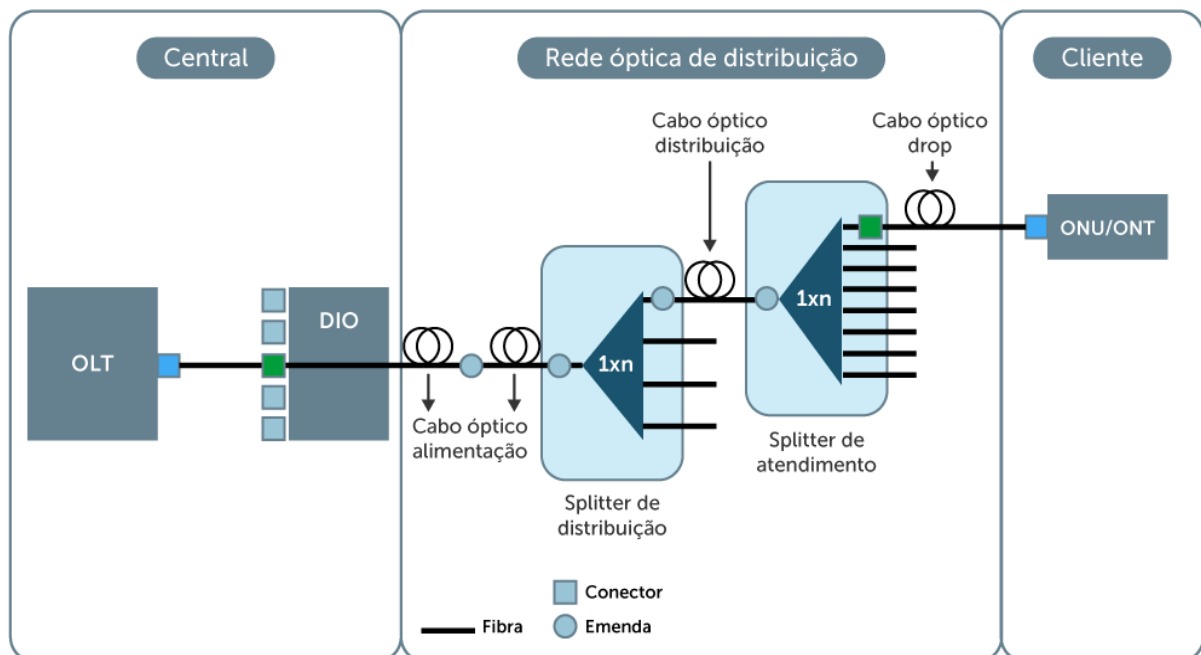 Central
Rede óptica de distribuição
Cliente
Cabo óptico
distribuição
Cabo óptico
drop
ONU/ONT
OLT
DIO
1xn
1xn
Cabo óptico
alimentação
Splitter de
distribuição
Splitter de
atendimento
Conector
Fibra
Emenda